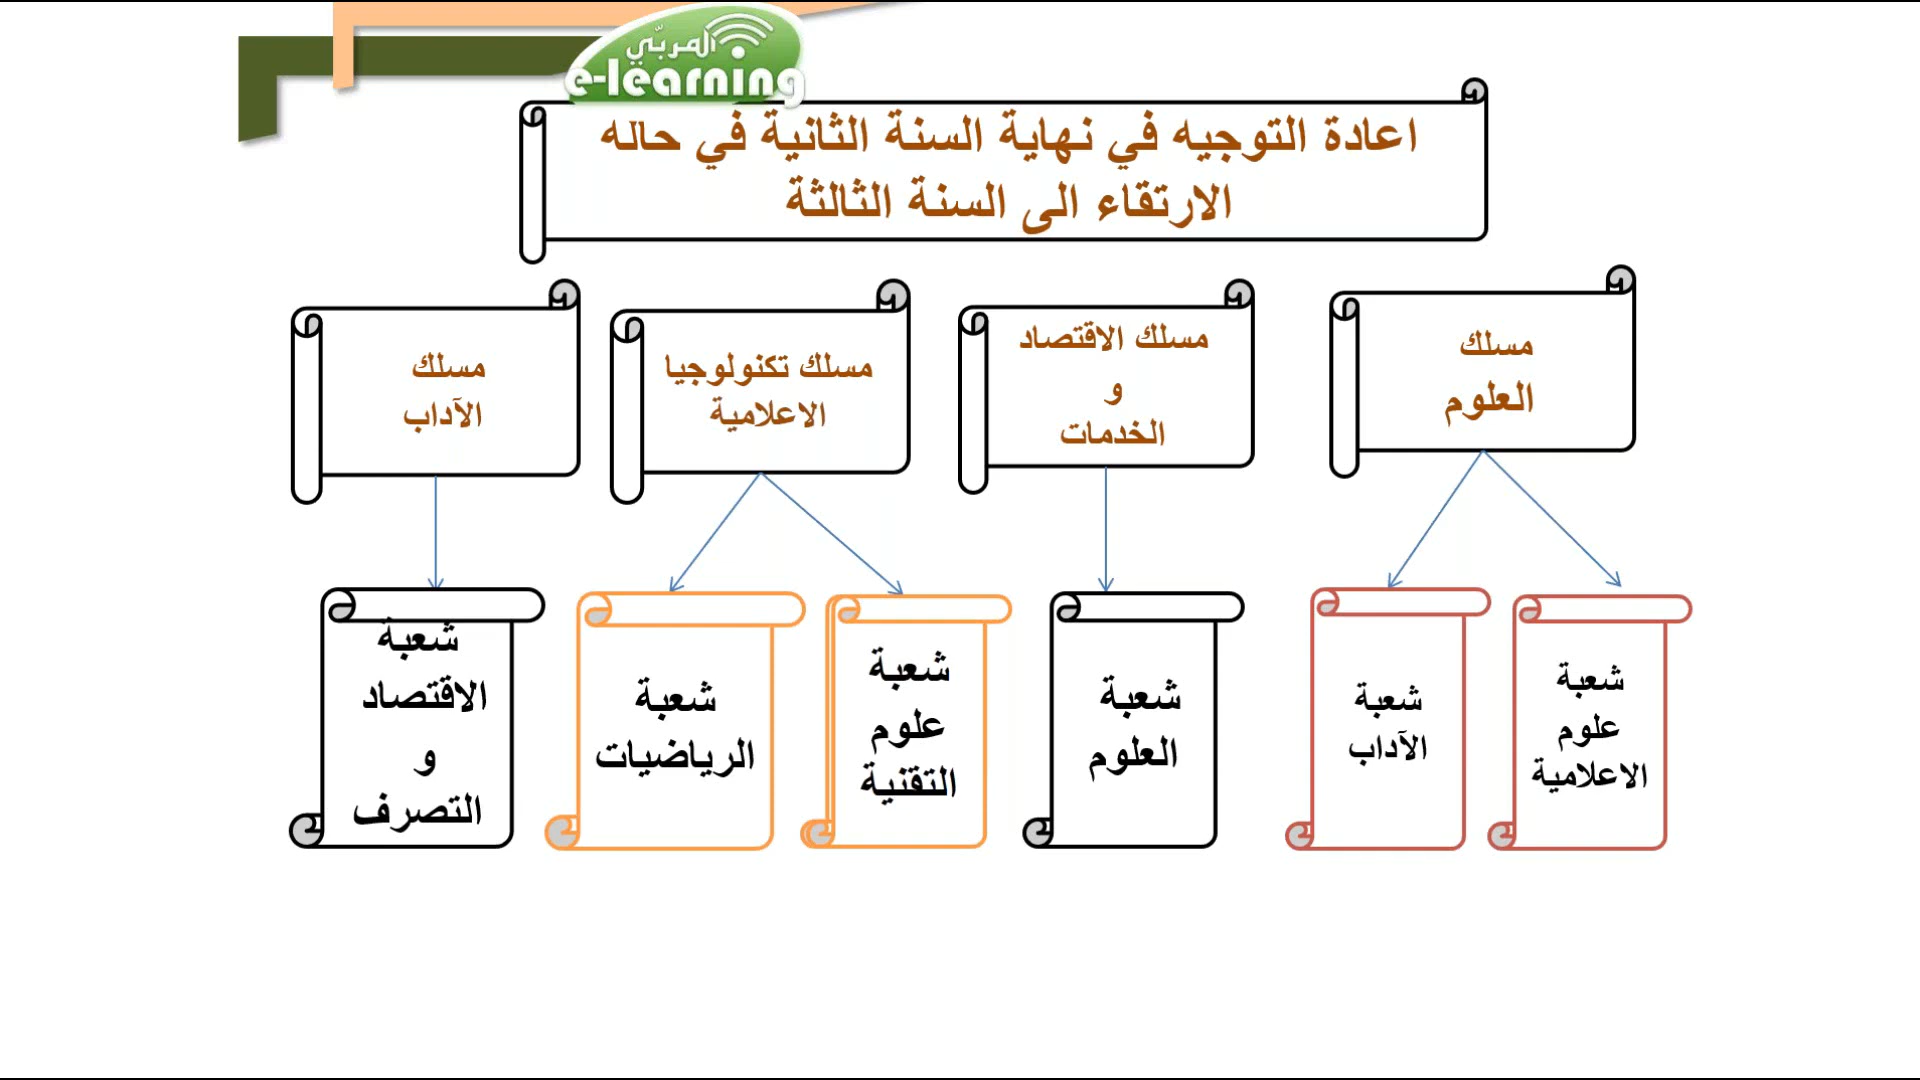 المربّي
e-learning
اعادة التوجيه في نهاية السنة الثانية في حاله
الارتقاء الى السنة الثالثة
مسلك
العلوم
مسلك الاقتصاد
و
الخدمات
مسلك تكنولوجيا
الاعلامية
مسلك
الآداب
شعبة
علوم
الاعلامية
شعبة
الآداب
شعبة
العلوم
شعبة
علوم
التقنية
شعبة
الرياضيات
شعبة
الاقتصاد
و
التصرف